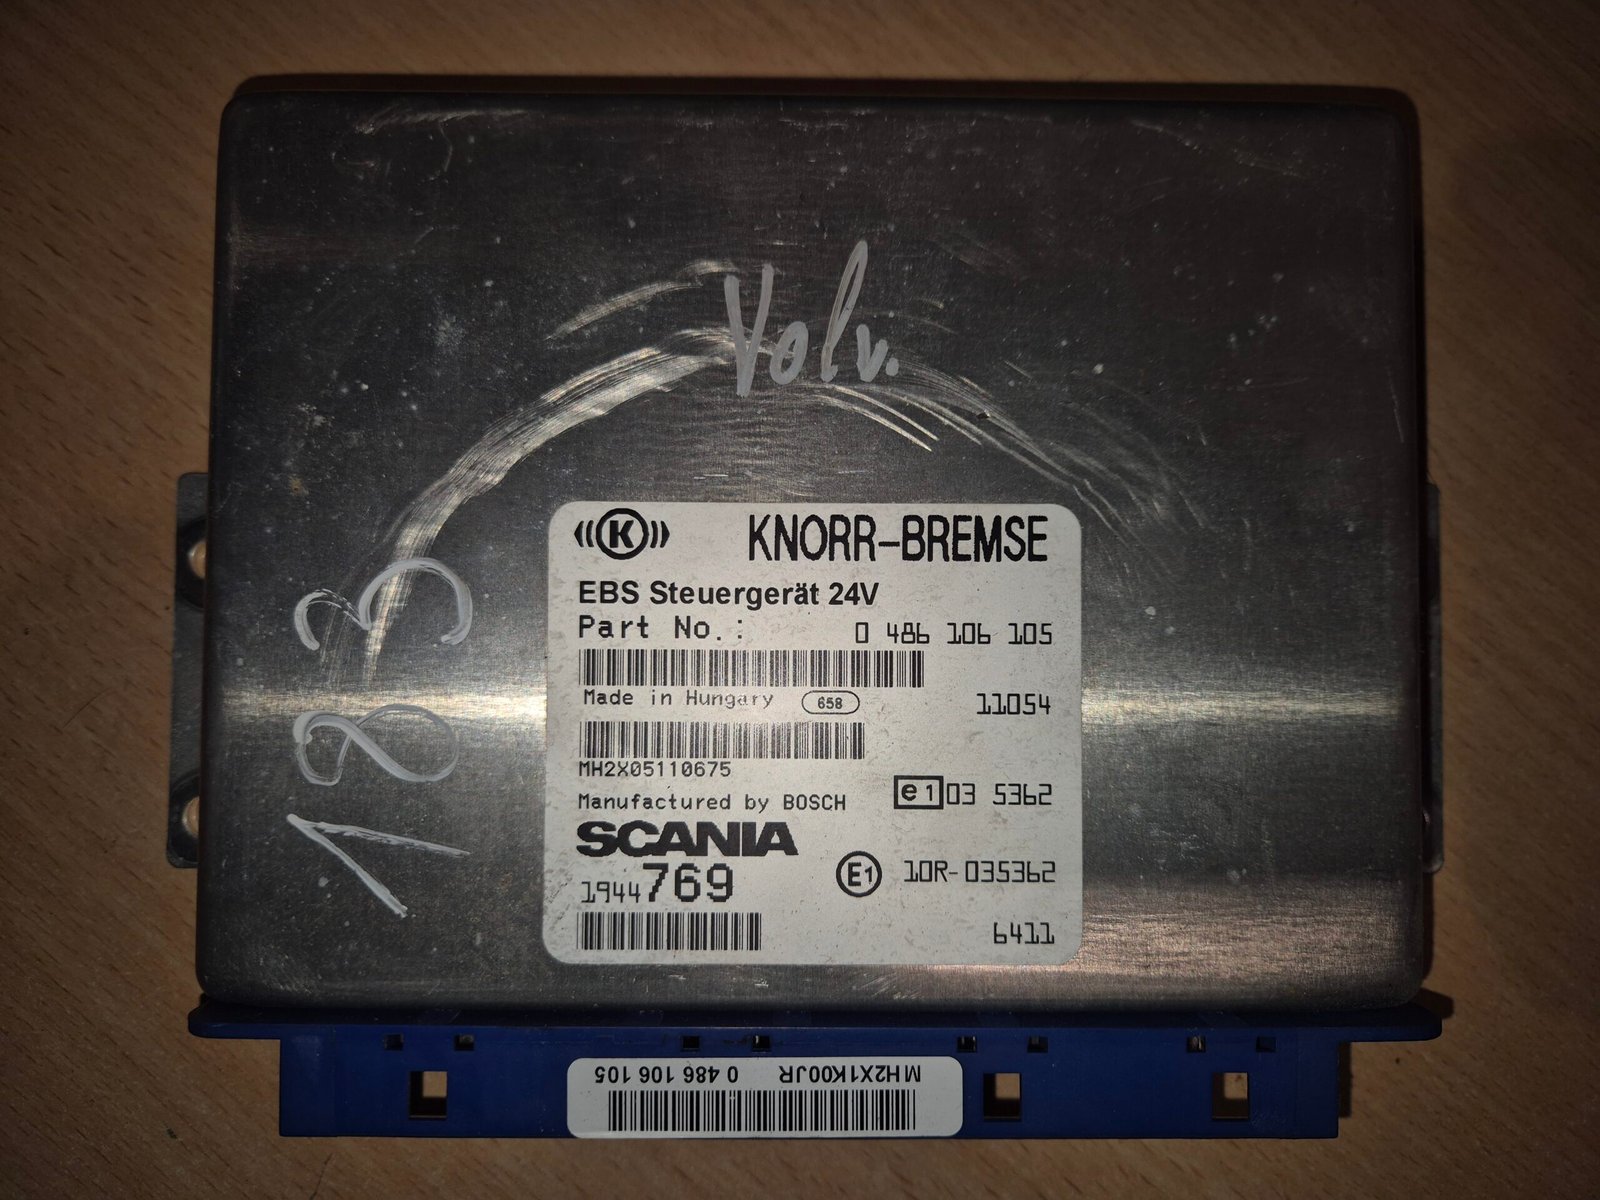 Volv.
183
((K)) KNORR-BREMSE
EBS Steuergerät 24V
Part No.: 0 486 106 105
Made in Hungary 658 11054
MH2X05110675
e1 03 5362
Manufactured by BOSCH
SCANIA
1944769
E1 10R-035362
6411
MH2X1K00JR 0 486 106 105